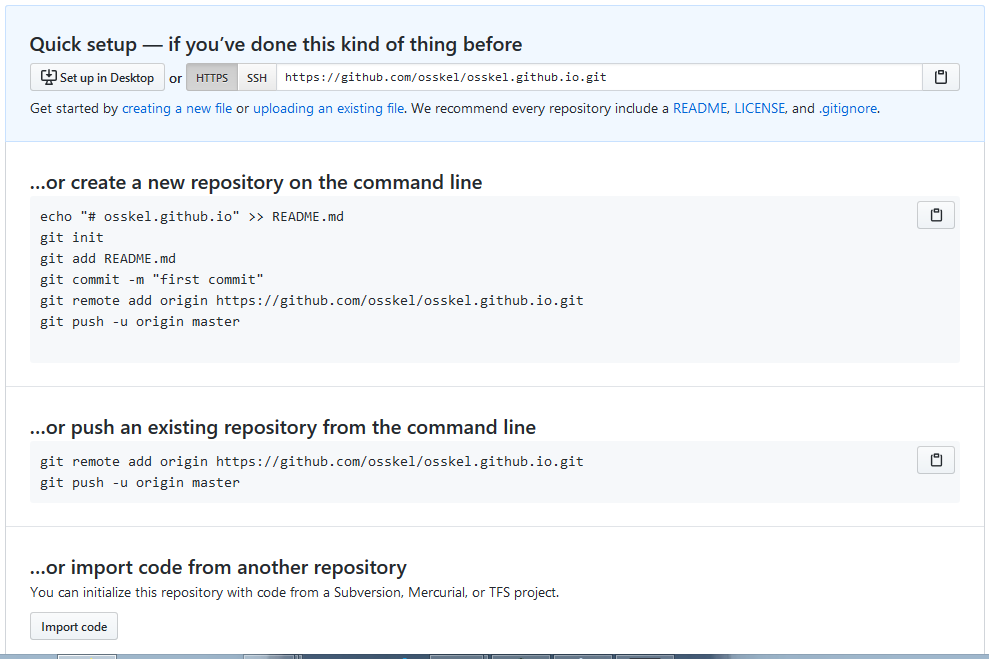 Quick setup — if you’ve done this kind of thing before
Set up in Desktop or HTTPS SSH https://github.com/osskel/osskel.github.io.git
Get started by creating a new file or uploading an existing file. We recommend every repository include a README, LICENSE, and .gitignore.
…or create a new repository on the command line
echo "# osskel.github.io" >> README.md
git init
git add README.md
git commit -m "first commit"
git remote add origin https://github.com/osskel/osskel.github.io.git
git push -u origin master
…or push an existing repository from the command line
git remote add origin https://github.com/osskel/osskel.github.io.git
git push -u origin master
…or import code from another repository
You can initialize this repository with code from a Subversion, Mercurial, or TFS project.
Import code